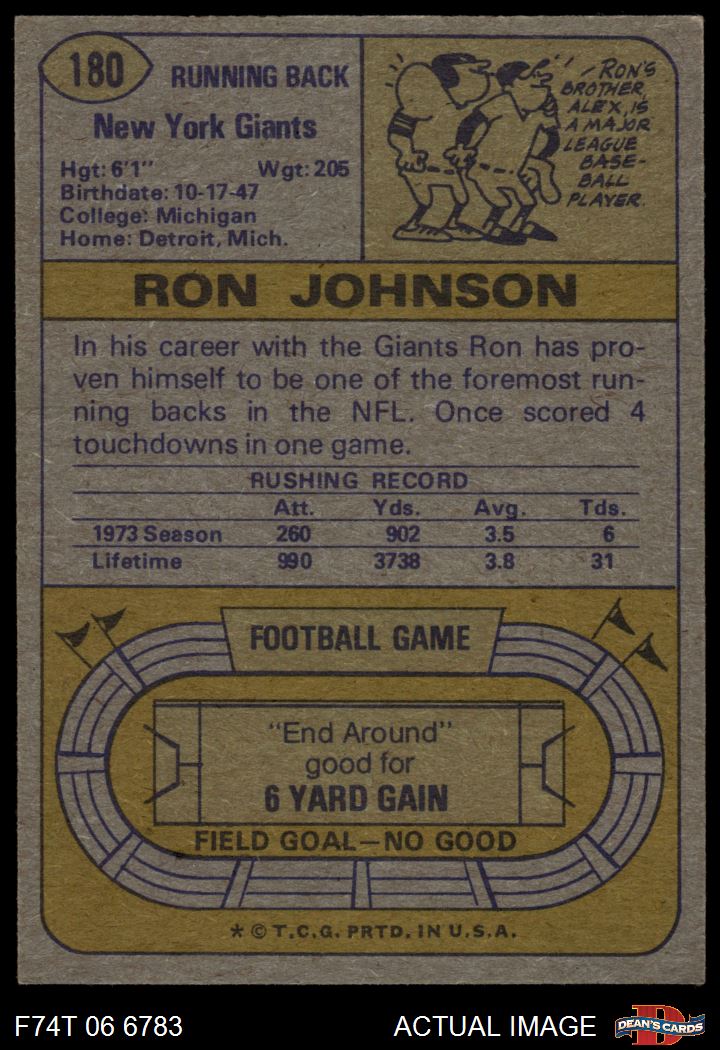 180
RUNNING BACK
New York Giants
Hgt: 6'1" Wgt: 205
Birthdate: 10-17-47
College: Michigan
Home: Detroit, Mich.
RON'S
BROTHER,
ALEX, IS
A MAJOR
LEAGUE
BASE-
BALL
PLAYER.
RON JOHNSON
In his career with the Giants Ron has pro-
ven himself to be one of the foremost run-
ning backs in the NFL. Once scored 4
touchdowns in one game.
RUSHING RECORD
Att. Yds. Avg. Tds.
1973 Season 260 902 3.5 6
Lifetime 990 3738 3.8 31
FOOTBALL GAME
"End Around"
good for
6 YARD GAIN
FIELD GOAL—NO GOOD
* © T.C.G. PRTD. IN U.S.A.
F74T 06 6783 ACTUAL IMAGE
D
DEAN'S CARDS